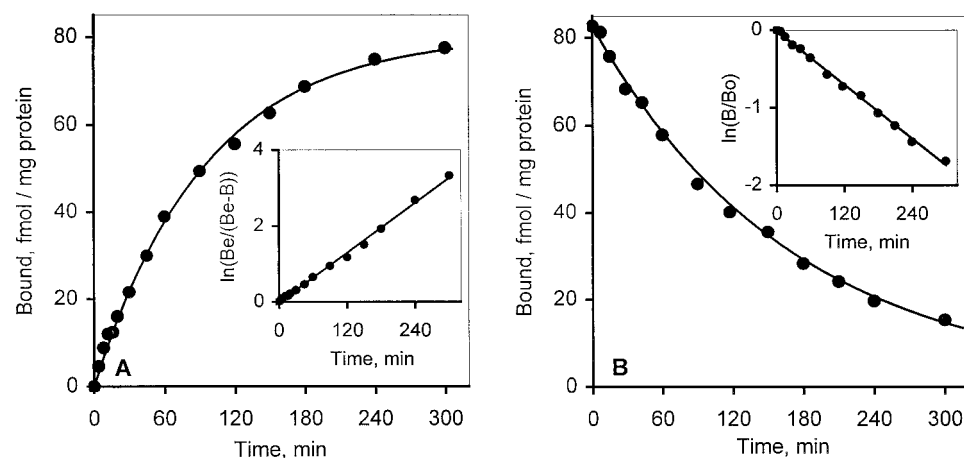 Bound, fmol / mg protein
80
60
40
20
0
0 60 120 180 240 300
Time, min
A
ln(Be/(Be-B))
4
2
0
0 120 240
Time, min
Bound, fmol / mg protein
80
60
40
20
0
0 60 120 180 240 300
Time, min
B
ln(B/Bo)
0
-1
-2
0 120 240
Time, min